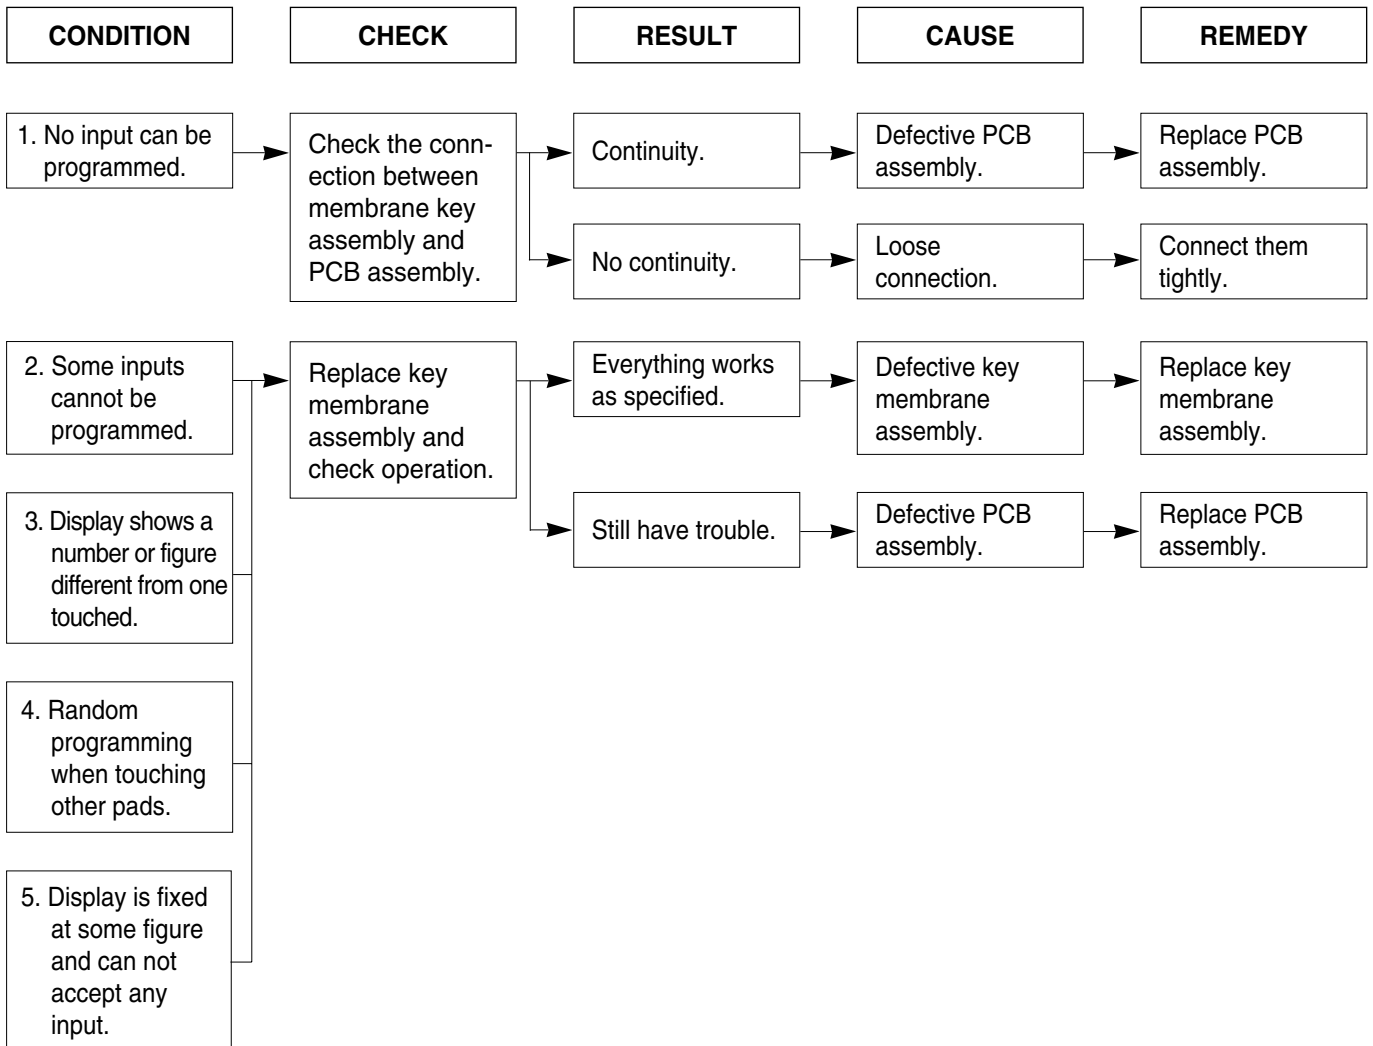 CONDITION
CHECK
RESULT
CAUSE
REMEDY
1. No input can be
programmed.
Check the conn-
ection between
membrane key
assembly and
PCB assembly.
Continuity.
Defective PCB
assembly.
Replace PCB
assembly.
No continuity.
Loose
connection.
Connect them
tightly.
2. Some inputs
cannot be
programmed.
Replace key
membrane
assembly and
check operation.
Everything works
as specified.
Defective key
membrane
assembly.
Replace key
membrane
assembly.
Still have trouble.
Defective PCB
assembly.
Replace PCB
assembly.
3. Display shows a
number or figure
different from one
touched.
4. Random
programming
when touching
other pads.
5. Display is fixed
at some figure
and can not
accept any
input.